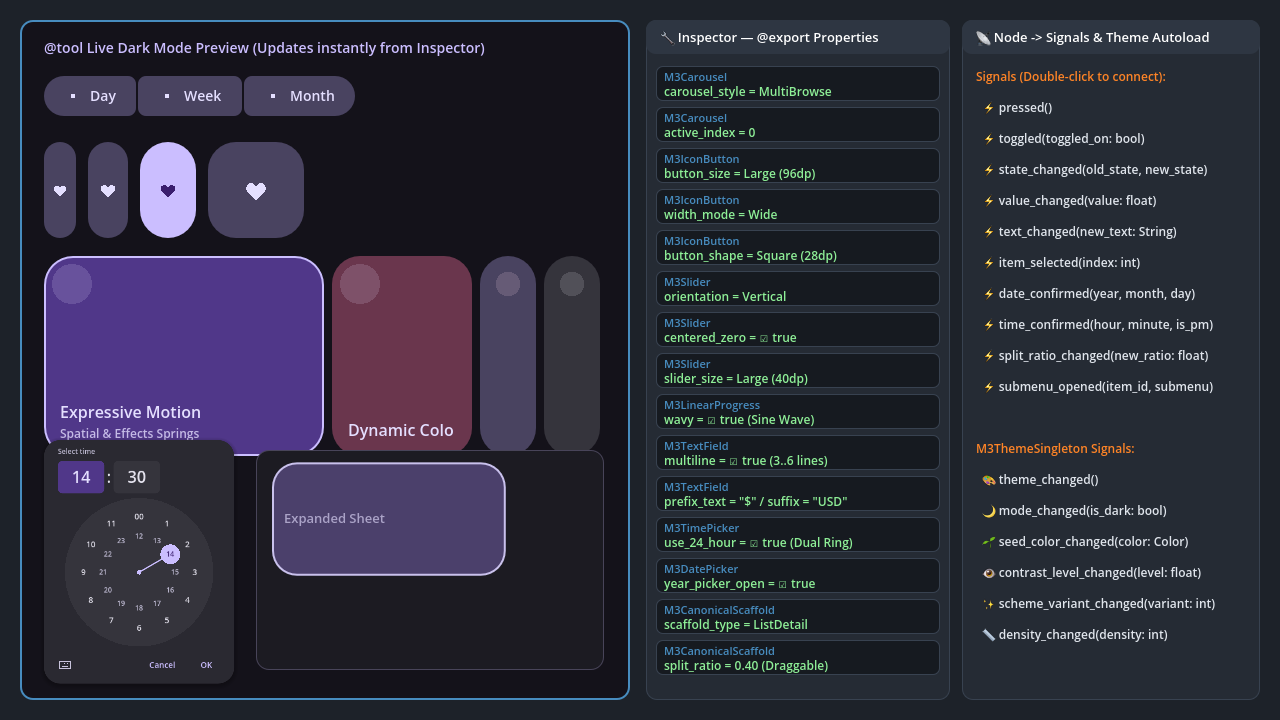 @tool Live Dark Mode Preview (Updates instantly from Inspector)
Day
Week
Month
Expressive Motion
Spatial & Effects Springs
Dynamic Colo
Select time
14 : 30
00
11
1
23
12
13
10
2
22
14
9
21
15
3
20
16
8
4
19
18
17
7
5
6
Cancel
OK
Expanded Sheet
🔧 Inspector — @export Properties
M3Carousel
carousel_style = MultiBrowse
M3Carousel
active_index = 0
M3IconButton
button_size = Large (96dp)
M3IconButton
width_mode = Wide
M3IconButton
button_shape = Square (28dp)
M3Slider
orientation = Vertical
M3Slider
centered_zero = ☑ true
M3Slider
slider_size = Large (40dp)
M3LinearProgress
wavy = ☑ true (Sine Wave)
M3TextField
multiline = ☑ true (3..6 lines)
M3TextField
prefix_text = "$" / suffix = "USD"
M3TimePicker
use_24_hour = ☑ true (Dual Ring)
M3DatePicker
year_picker_open = ☑ true
M3CanonicalScaffold
scaffold_type = ListDetail
M3CanonicalScaffold
split_ratio = 0.40 (Draggable)
📡 Node -> Signals & Theme Autoload
Signals (Double-click to connect):
⚡ pressed()
⚡ toggled(toggled_on: bool)
⚡ state_changed(old_state, new_state)
⚡ value_changed(value: float)
⚡ text_changed(new_text: String)
⚡ item_selected(index: int)
⚡ date_confirmed(year, month, day)
⚡ time_confirmed(hour, minute, is_pm)
⚡ split_ratio_changed(new_ratio: float)
⚡ submenu_opened(item_id, submenu)
M3ThemeSingleton Signals:
🎨 theme_changed()
🌙 mode_changed(is_dark: bool)
🌱 seed_color_changed(color: Color)
👁 contrast_level_changed(level: float)
✨ scheme_variant_changed(variant: int)
📏 density_changed(density: int)